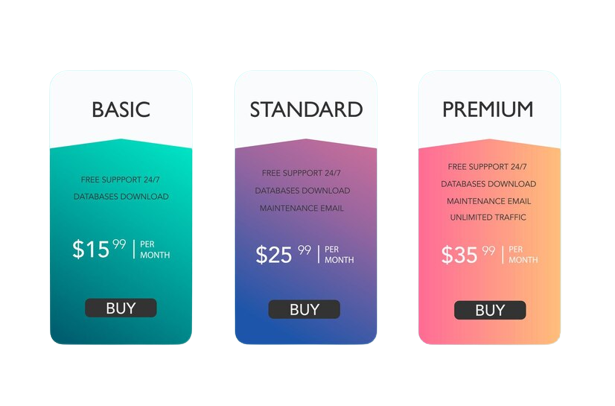 BASIC
FREE SUPPPORT 24/7
DATABASES DOWNLOAD
$15 99 | PER
MONTH
BUY
STANDARD
FREE SUPPPORT 24/7
DATABASES DOWNLOAD
MAINTENANCE EMAIL
$25 99 | PER
MONTH
BUY
PREMIUM
FREE SUPPPORT 24/7
DATABASES DOWNLOAD
MAINTENANCE EMAIL
UNLIMITED TRAFFIC
$35 99 | PER
MONTH
BUY